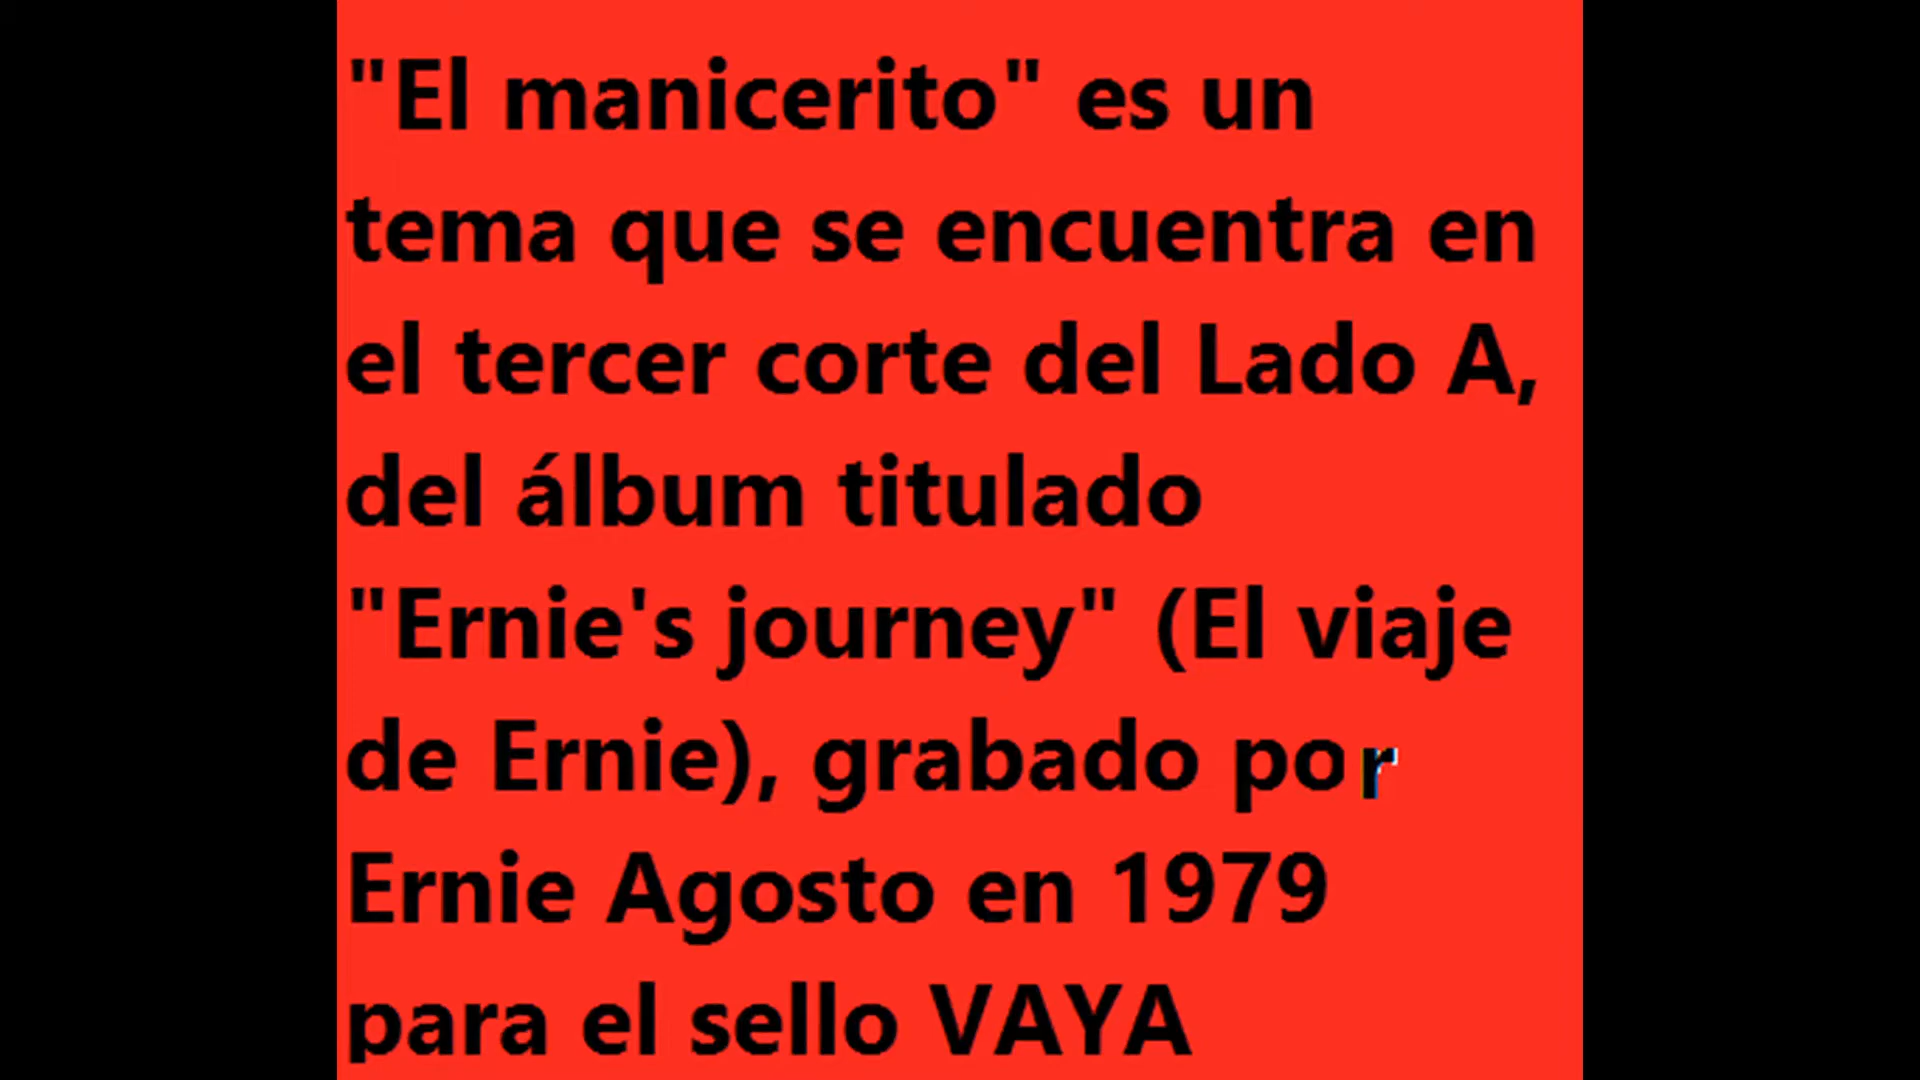 "El manicerito" es un
tema que se encuentra en
el tercer corte del Lado A,
del álbum titulado
"Ernie's journey" (El viaje
de Ernie), grabado por
Ernie Agosto en 1979
para el sello VAYA